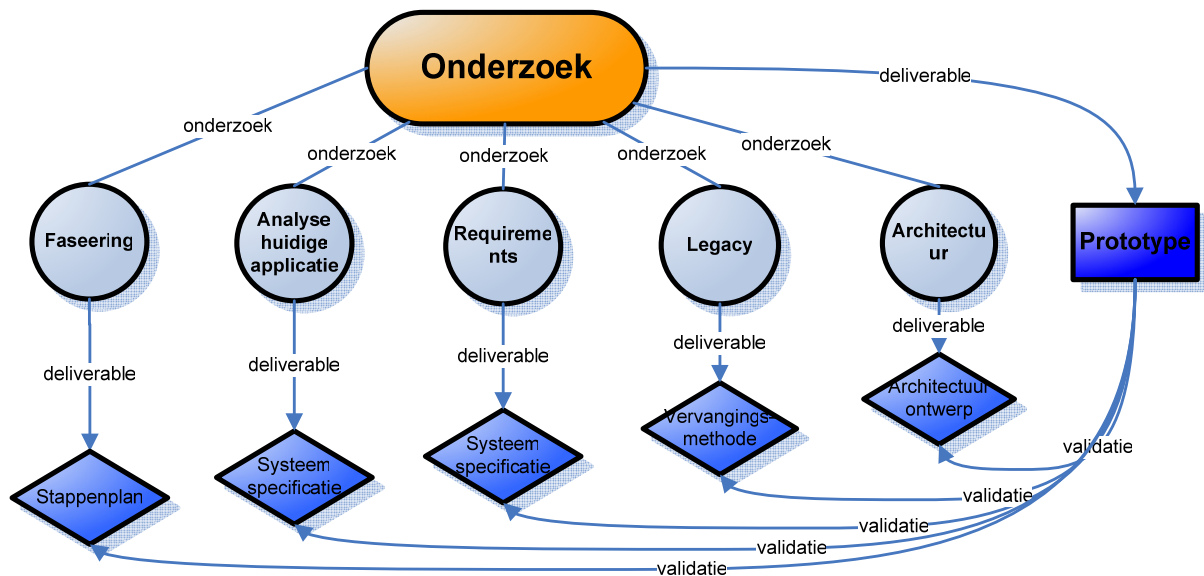 Onderzoek
deliverable
onderzoek
onderzoek
onderzoek
onderzoek
onderzoek
Faseering
Analyse
huidige
applicatie
Requireme
nts
Legacy
Architectu
ur
Prototype
deliverable
deliverable
deliverable
deliverable
deliverable
Stappenplan
Systeem
specificatie
Systeem
specificatie
Vervangings-
methode
Architectuur
ontwerp
validatie
validatie
validatie
validatie
validatie